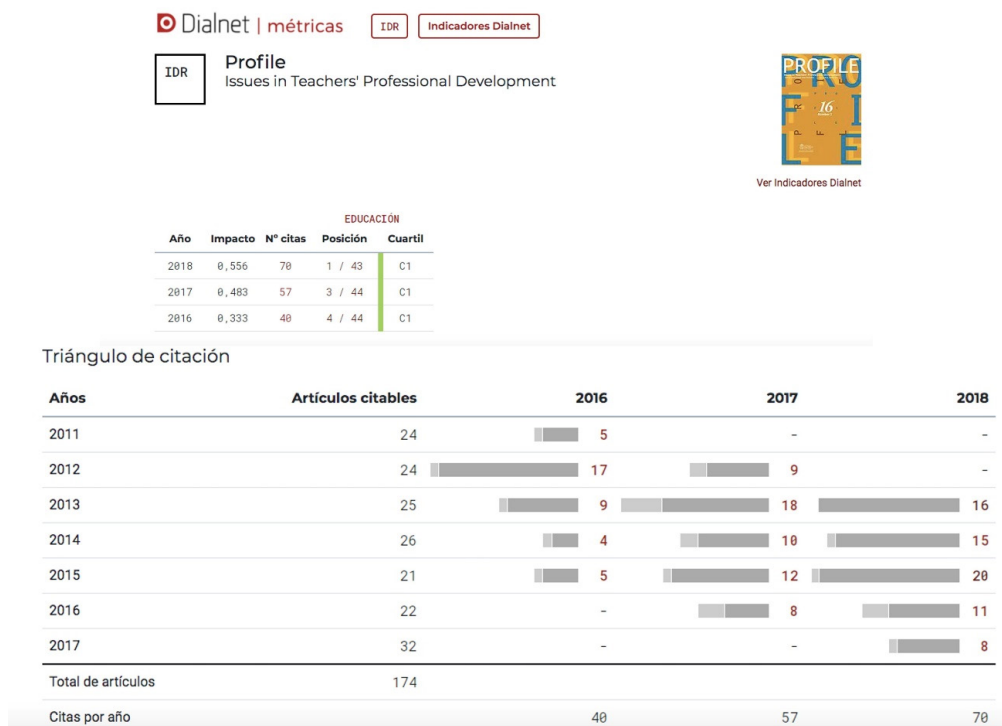 Dialnet | métricas IDR Indicadores Dialnet
IDR
Profile
Issues in Teachers' Professional Development
PROFILE
16
Ver Indicadores Dialnet
EDUCACIÓN
Año Impacto Nº citas Posición Cuartil
2018 0,556 70 1 / 43 C1
2017 0,483 57 3 / 44 C1
2016 0,333 40 4 / 44 C1
Triángulo de citación
Años Artículos citables 2016 2017 2018
2011 24 5 - -
2012 24 17 9 -
2013 25 9 18 16
2014 26 4 10 15
2015 21 5 12 20
2016 22 - 8 11
2017 32 - - 8
Total de artículos 174
Citas por año 40 57 70